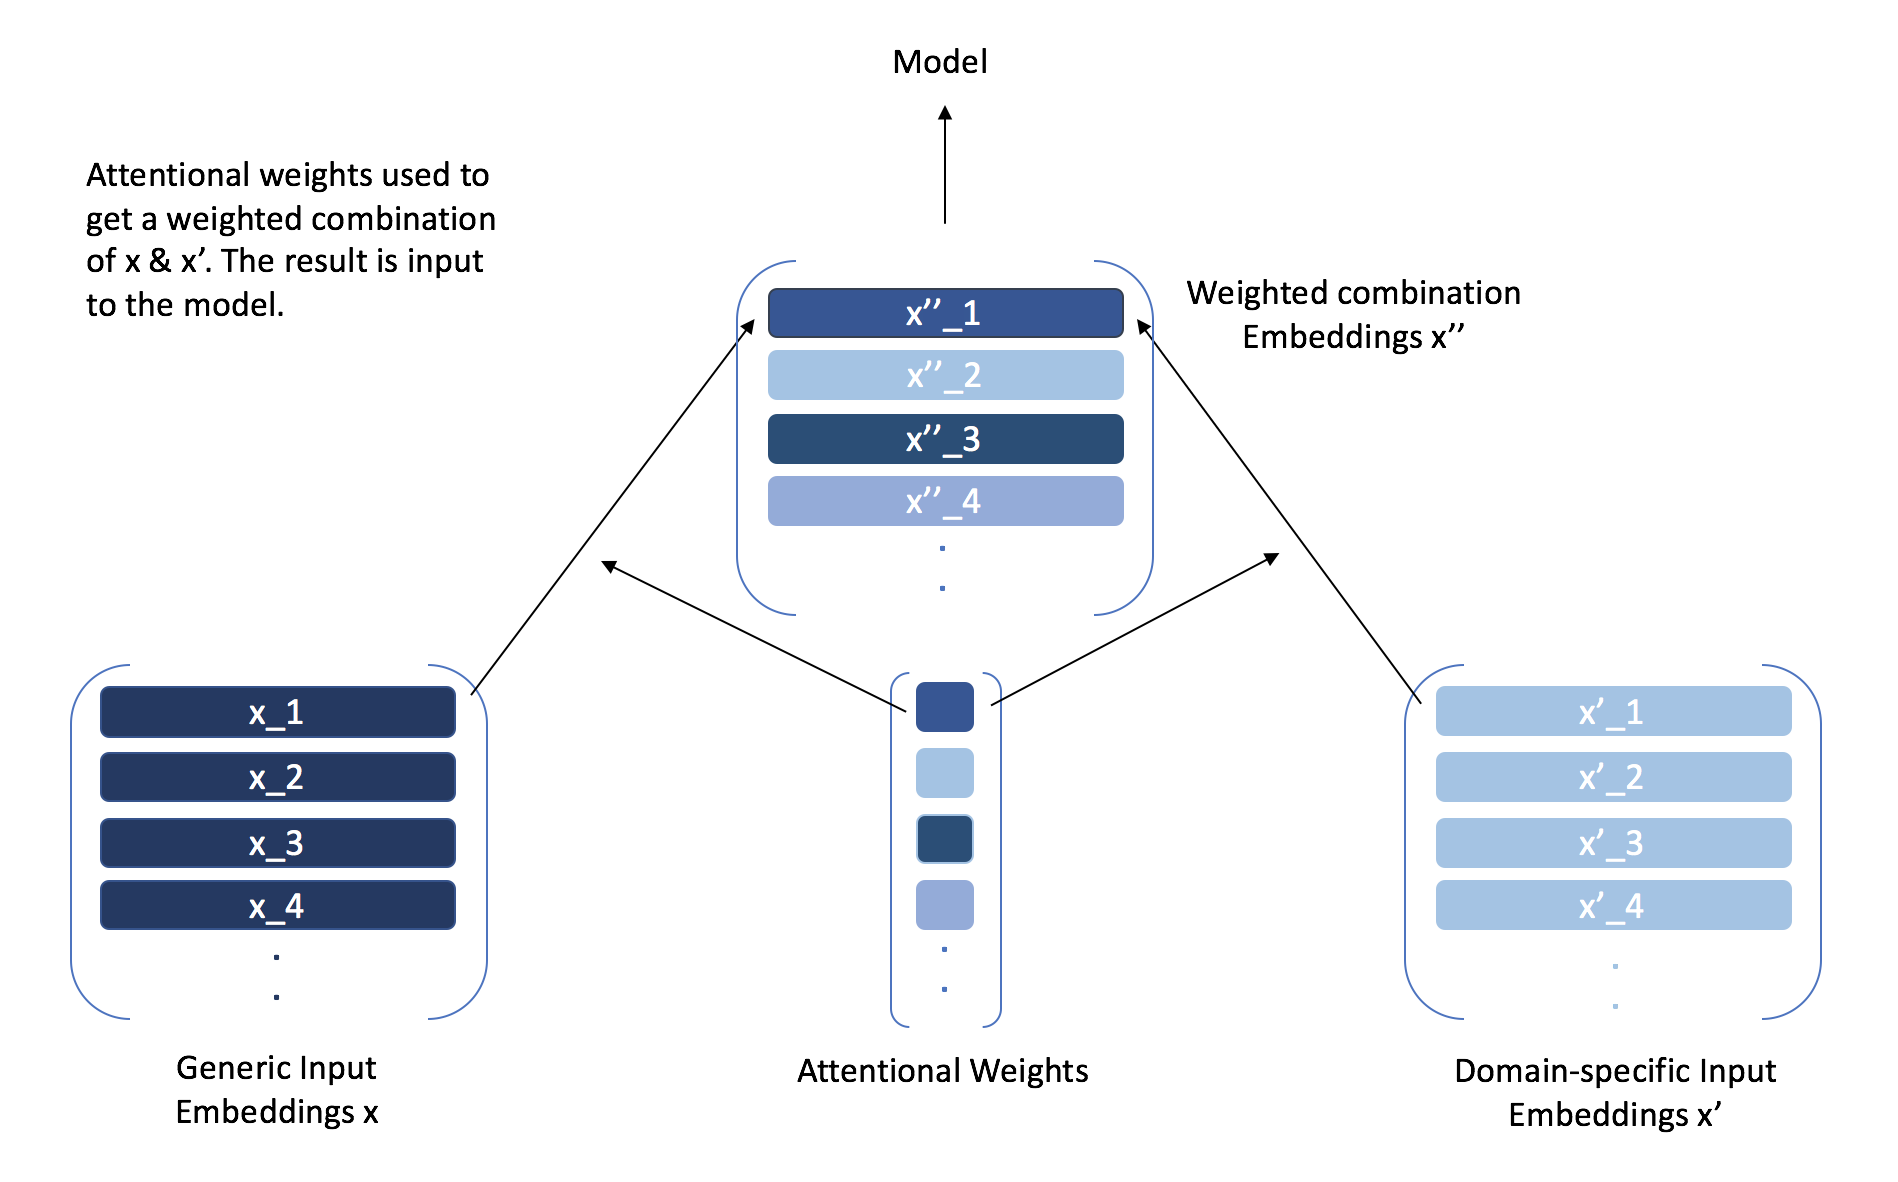 Model
Attentional weights used to
get a weighted combination
of x & x’. The result is input
to the model.
Weighted combination
Embeddings x’’
x’’_1
x’’_2
x’’_3
x’’_4
x_1
x_2
x_3
x_4
x’_1
x’_2
x’_3
x’_4
Generic Input
Embeddings x
Attentional Weights
Domain-specific Input
Embeddings x’